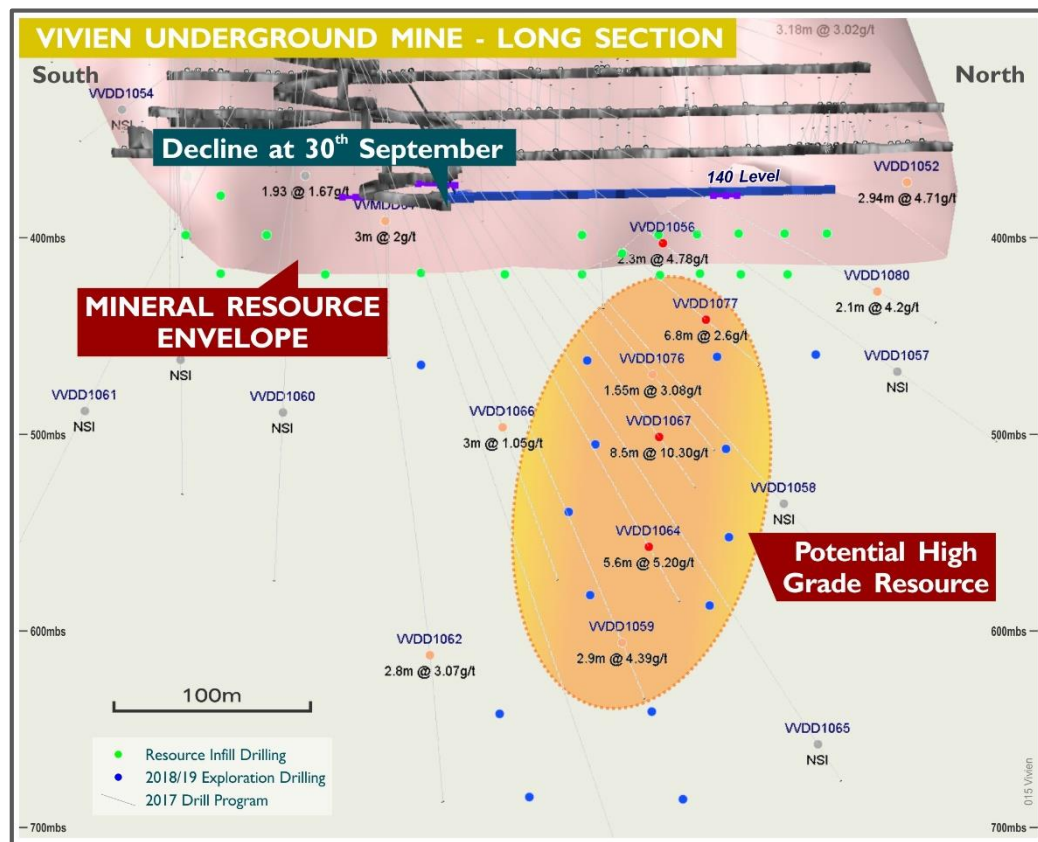 3.18m @ 3.02g/t
VIVIEN UNDERGROUND MINE - LONG SECTION
South
North
VVDD1054
NSI
Decline at 30th September
140 Level
VVDD1052
2.94m @ 4.71g/t
1.93 @ 1.67g/t
3m @ 2g/t
400mbs
400mbs
VVDD1056
2.3m @ 4.78g/t
VVDD1080
2.1m @ 4.2g/t
MINERAL RESOURCE
ENVELOPE
VVDD1077
6.8m @ 2.6g/t
NSI
VVDD1076
1.55m @ 3.08g/t
VVDD1057
NSI
VVDD1061
NSI
VVDD1060
NSI
VVDD1066
3m @ 1.05g/t
VVDD1067
8.5m @ 10.30g/t
500mbs
500mbs
VVDD1058
NSI
VVDD1064
5.6m @ 5.20g/t
Potential High
Grade Resource
VVDD1059
2.9m @ 4.39g/t
600mbs
600mbs
VVDD1062
2.8m @ 3.07g/t
100m
VVDD1065
NSI
Resource Infill Drilling
2018/19 Exploration Drilling
2017 Drill Program
015 Vivien
700mbs
700mbs